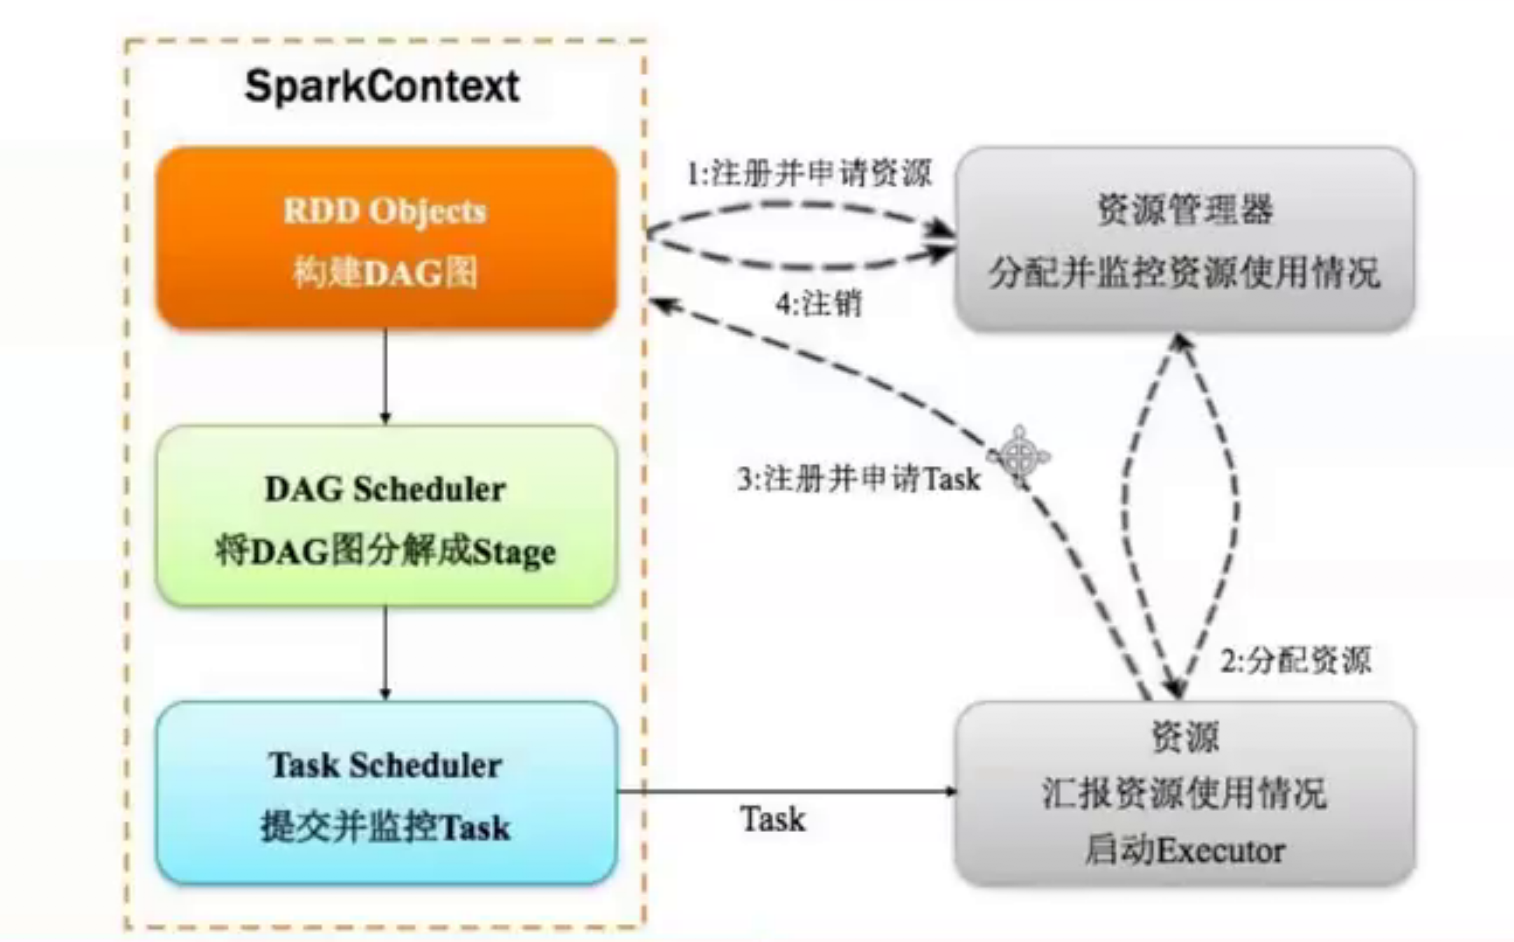 SparkContext
RDD Objects
构建DAG图
DAG Scheduler
将DAG图分解成Stage
Task Scheduler
提交并监控Task
1:注册并申请资源
4:注销
3:注册并申请Task
Task
资源管理器
分配并监控资源使用情况
2:分配资源
资源
汇报资源使用情况
启动Executor